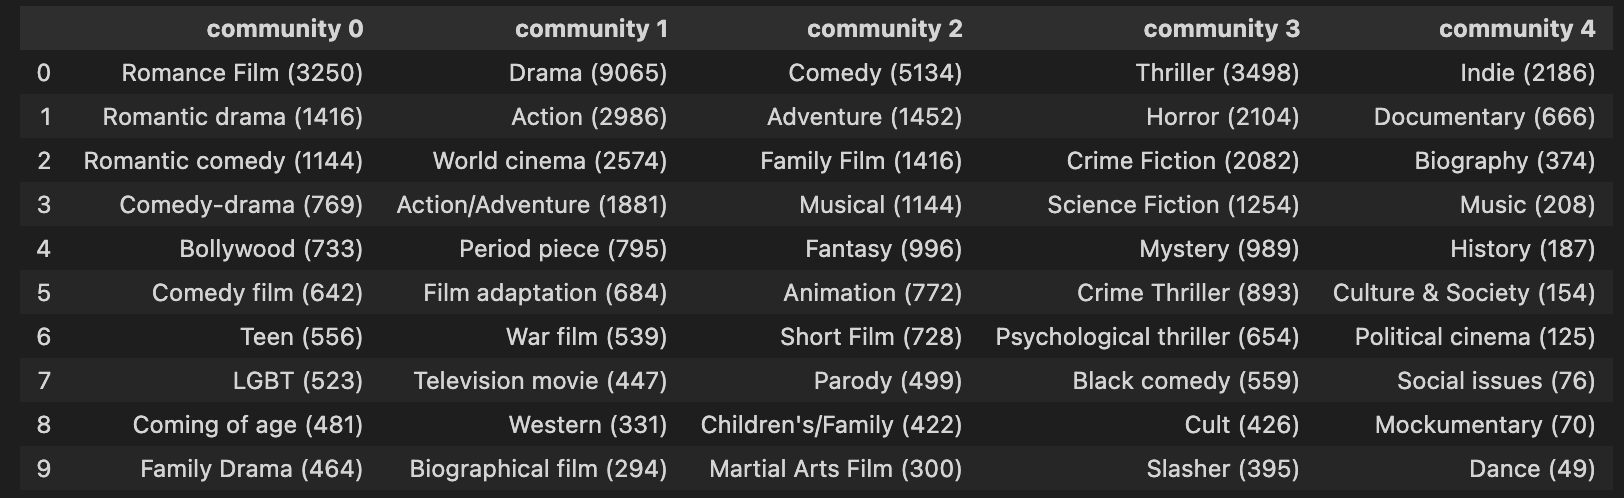 community 0 community 1 community 2 community 3 community 4
0 Romance Film (3250) Drama (9065) Comedy (5134) Thriller (3498) Indie (2186)
1 Romantic drama (1416) Action (2986) Adventure (1452) Horror (2104) Documentary (666)
2 Romantic comedy (1144) World cinema (2574) Family Film (1416) Crime Fiction (2082) Biography (374)
3 Comedy-drama (769) Action/Adventure (1881) Musical (1144) Science Fiction (1254) Music (208)
4 Bollywood (733) Period piece (795) Fantasy (996) Mystery (989) History (187)
5 Comedy film (642) Film adaptation (684) Animation (772) Crime Thriller (893) Culture & Society (154)
6 Teen (556) War film (539) Short Film (728) Psychological thriller (654) Political cinema (125)
7 LGBT (523) Television movie (447) Parody (499) Black comedy (559) Social issues (76)
8 Coming of age (481) Western (331) Children's/Family (422) Cult (426) Mockumentary (70)
9 Family Drama (464) Biographical film (294) Martial Arts Film (300) Slasher (395) Dance (49)